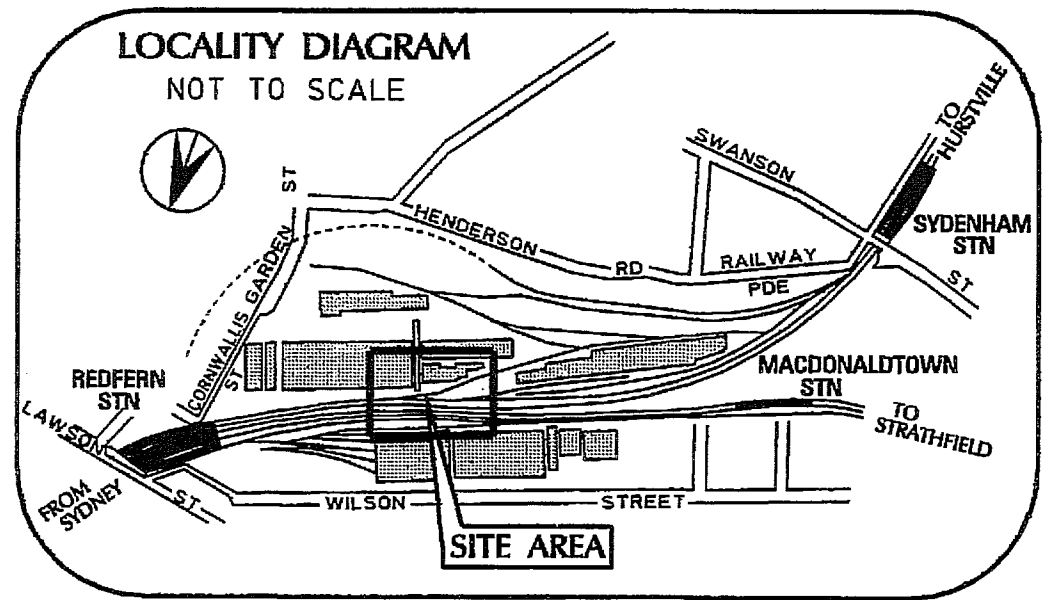 LOCALITY DIAGRAM
NOT TO SCALE
TO
HURSTVILLE
SWANSON
ST
SYDENHAM
STN
HENDERSON
RD
RAILWAY
PDE
GARDEN
ST
CORNWALLIS
ST
REDFERN
STN
MACDONALDTOWN
STN
LAWSON
ST
TO
STRATHFIELD
FROM
SYDNEY
WILSON STREET
SITE AREA